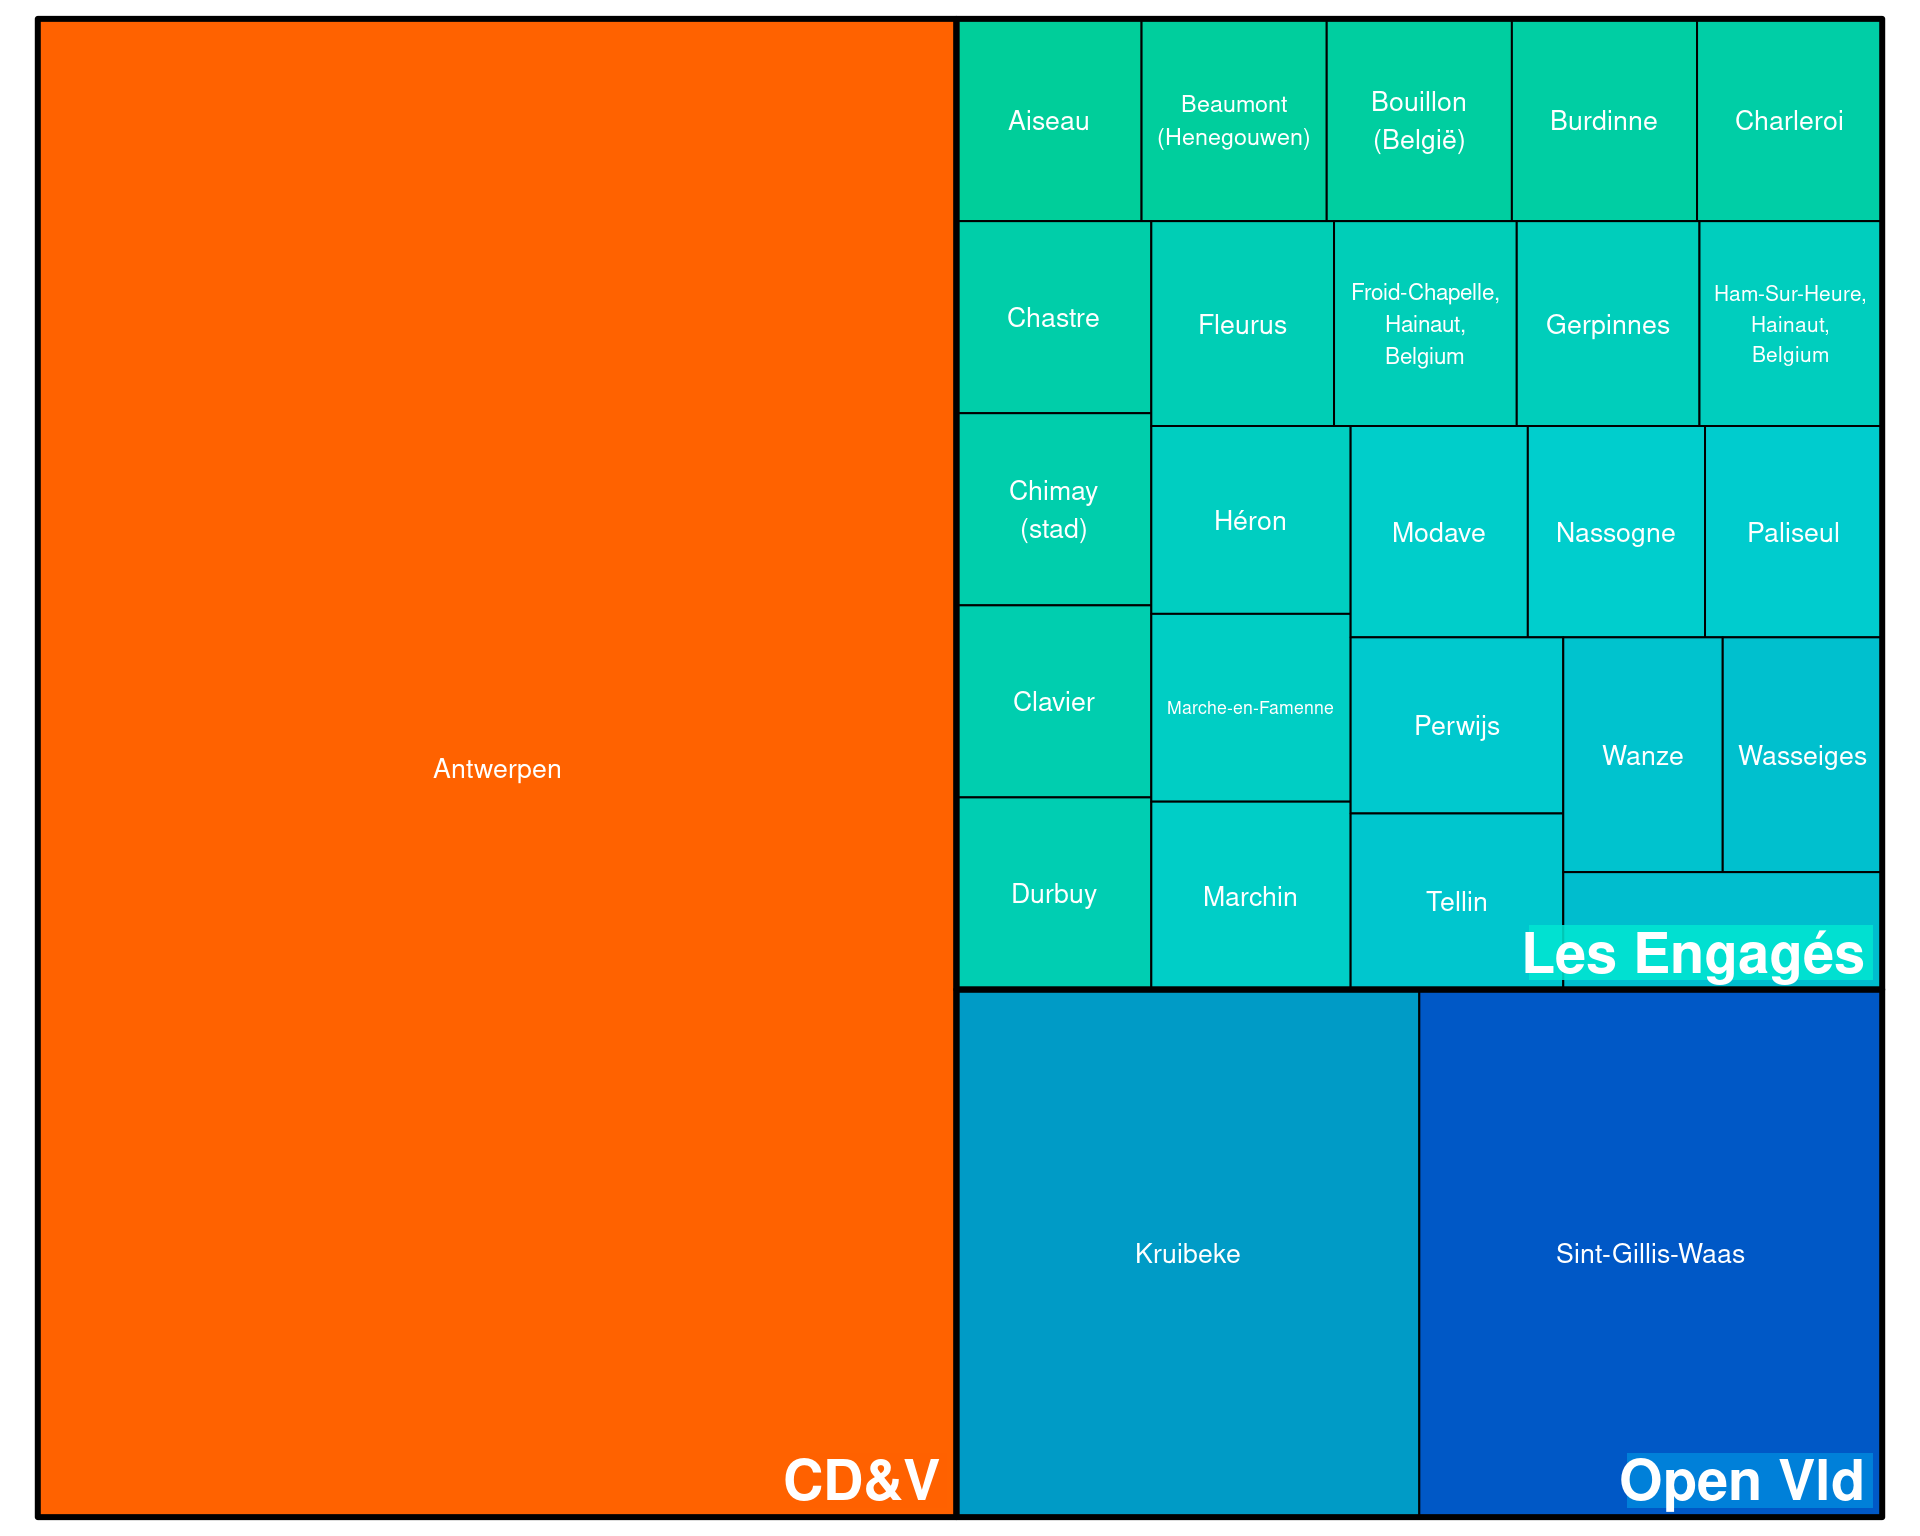 Antwerpen
CD&V
Aiseau
Beaumont
(Henegouwen)
Bouillon
(België)
Burdinne
Charleroi
Chastre
Fleurus
Froid-Chapelle,
Hainaut,
Belgium
Gerpinnes
Ham-Sur-Heure,
Hainaut,
Belgium
Chimay
(stad)
Héron
Modave
Nassogne
Paliseul
Clavier
Marche-en-Famenne
Perwijs
Wanze
Wasseiges
Durbuy
Marchin
Tellin
Les Engagés
Kruibeke
Sint-Gillis-Waas
Open Vld